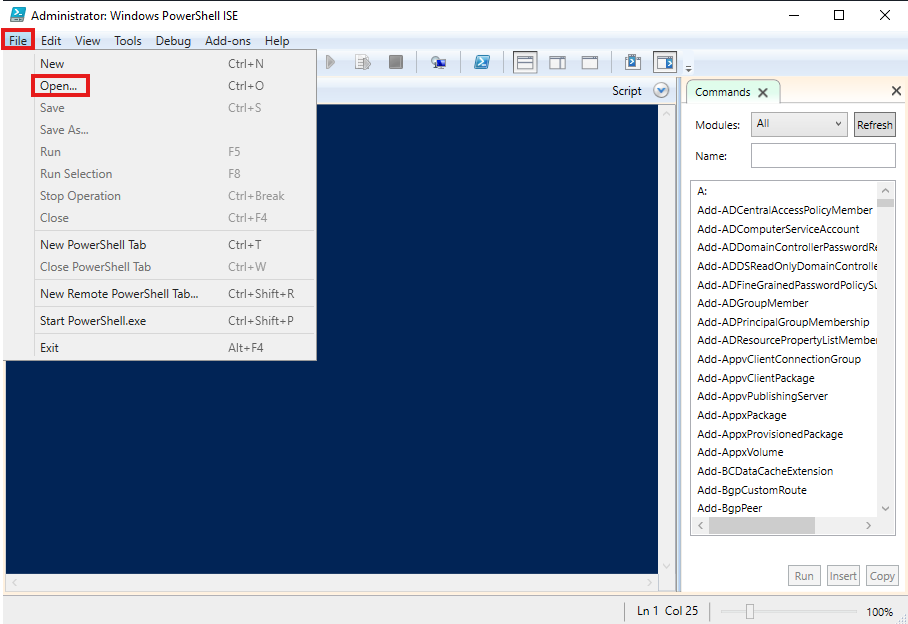 Administrator: Windows PowerShell ISE
File Edit View Tools Debug Add-ons Help
New Ctrl+N
Open... Ctrl+O
Save Ctrl+S
Save As...
Run F5
Run Selection F8
Stop Operation Ctrl+Break
Close Ctrl+F4
New PowerShell Tab Ctrl+T
Close PowerShell Tab Ctrl+W
New Remote PowerShell Tab... Ctrl+Shift+R
Start PowerShell.exe Ctrl+Shift+P
Exit Alt+F4
Script
Commands
Modules: All Refresh
Name:
A:
Add-ADCentralAccessPolicyMember
Add-ADComputerServiceAccount
Add-ADDomainControllerPasswordRe
Add-ADDSReadOnlyDomainControlle
Add-ADFineGrainedPasswordPolicySu
Add-ADGroupMember
Add-ADPrincipalGroupMembership
Add-ADResourcePropertyListMember
Add-AppvClientConnectionGroup
Add-AppvClientPackage
Add-AppvPublishingServer
Add-AppxPackage
Add-AppxProvisionedPackage
Add-AppxVolume
Add-BCDataCacheExtension
Add-BgpCustomRoute
Add-BgpPeer
Run Insert Copy
Ln 1 Col 25 100%